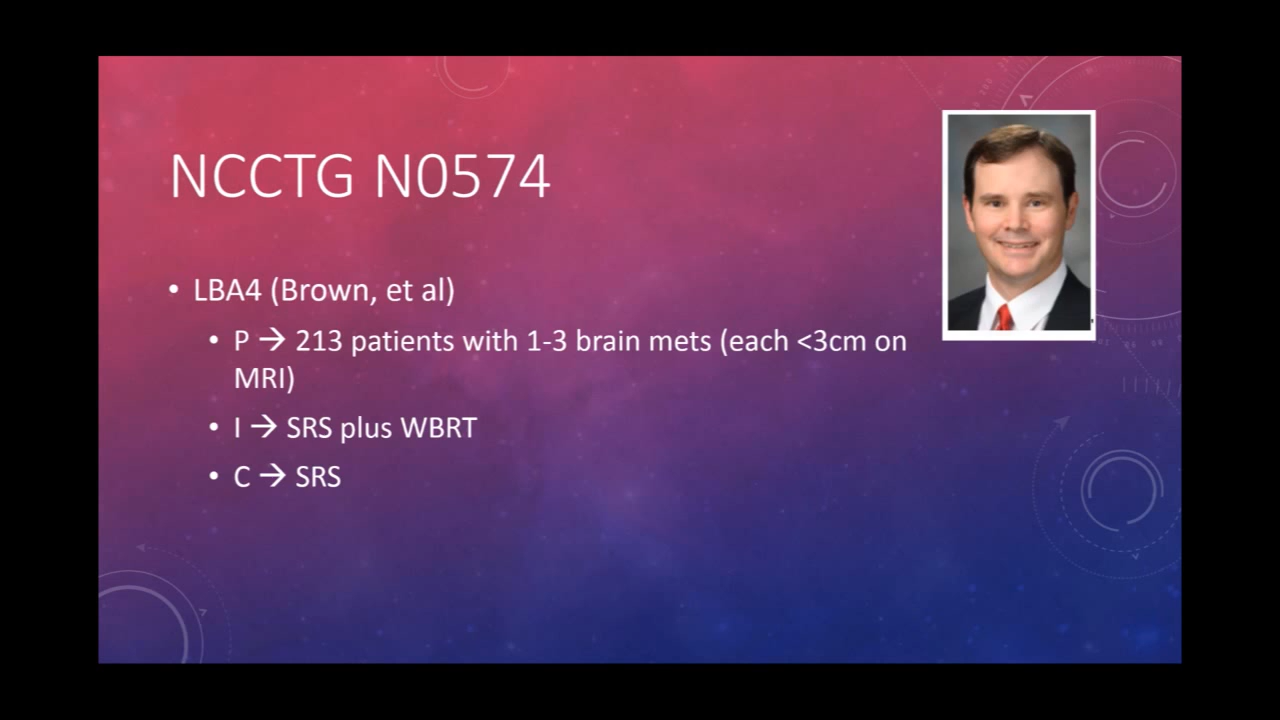 NCCTG N0574
• LBA4 (Brown, et al)
• P → 213 patients with 1-3 brain mets (each <3cm on
MRI)
• I → SRS plus WBRT
• C → SRS